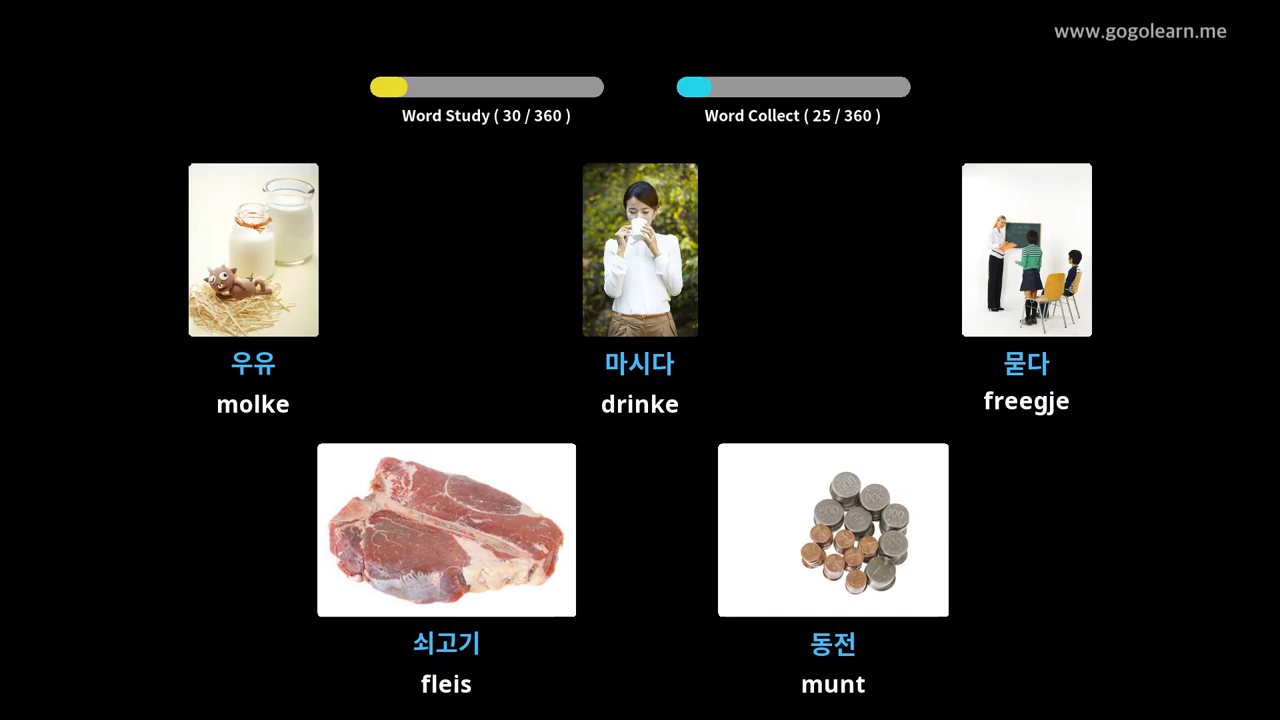 www.gogolearn.me
Word Study ( 30 / 360 )
Word Collect ( 25 / 360 )
우유
molke
마시다
drinke
묻다
freegje
쇠고기
fleis
동전
munt